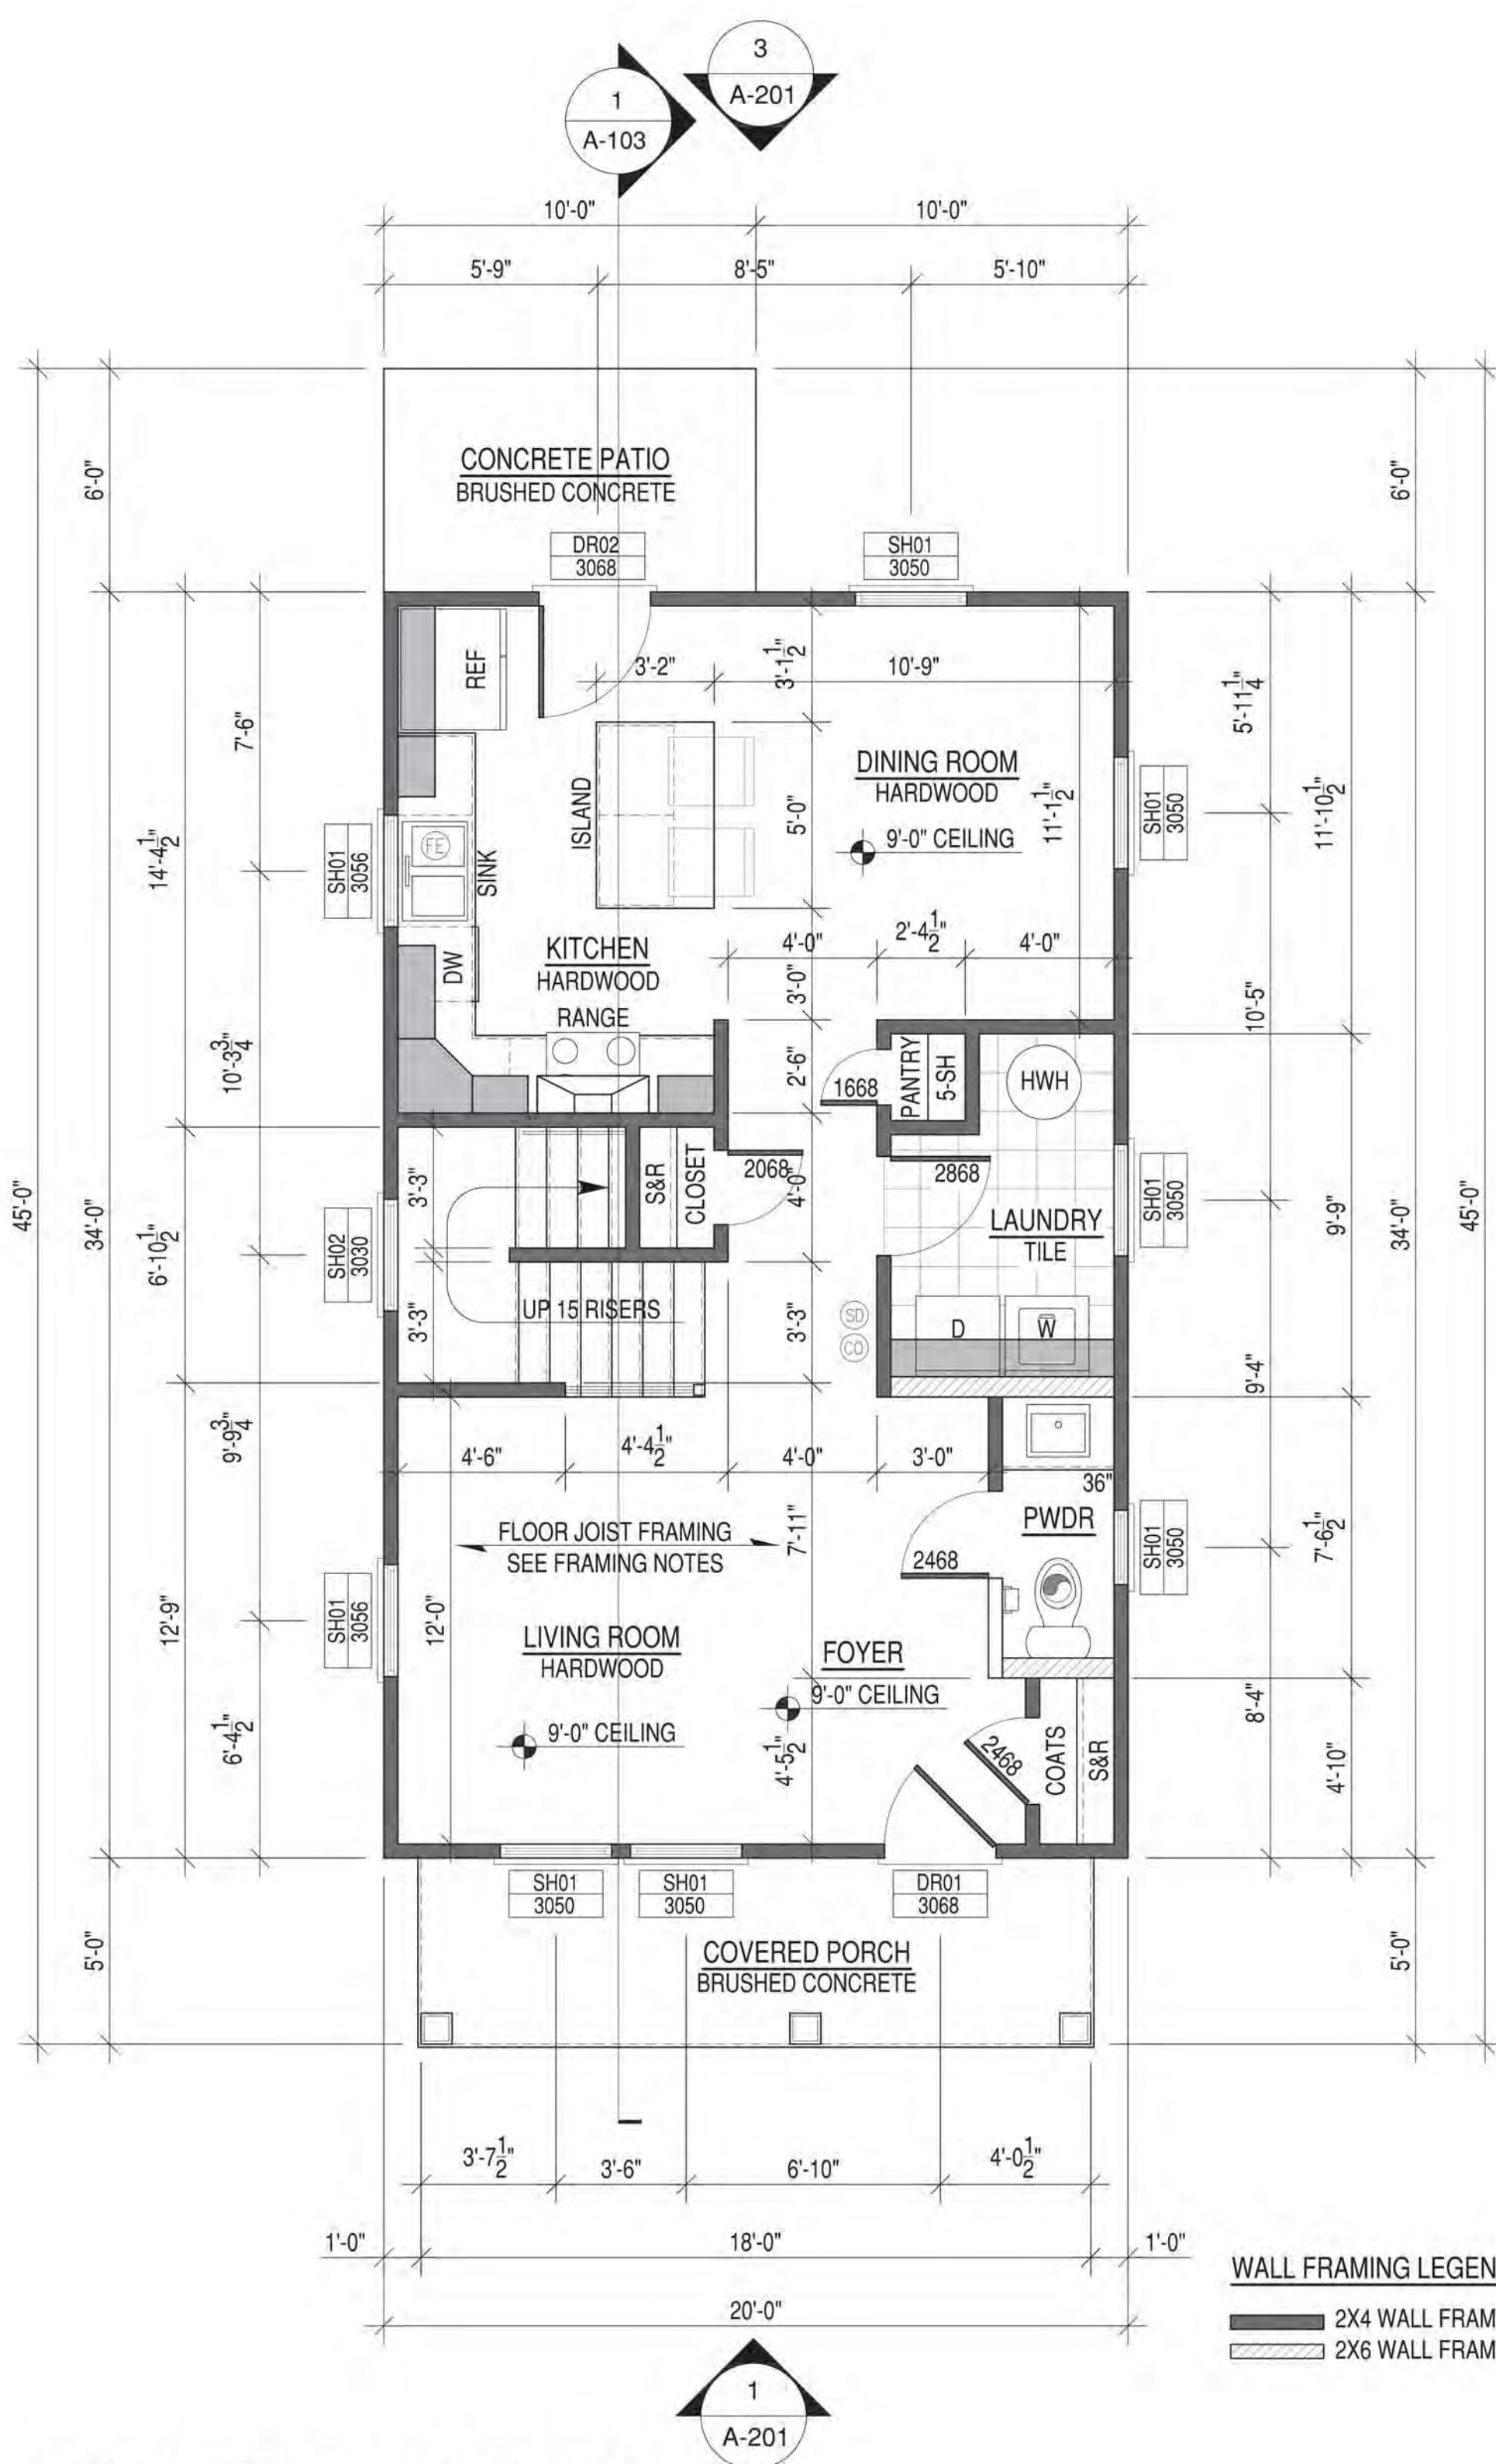 1
A-103
3
A-201
10'-0" 10'-0"
5'-9" 8'-5" 5'-10"
CONCRETE PATIO
BRUSHED CONCRETE
DR02
3068
SH01
3050
6'-0"
6'-0"
REF
3'-2"
3'-1 1/2"
10'-9"
7'-6"
5'-11 1/4"
ISLAND
DINING ROOM
HARDWOOD
9'-0" CEILING
5'-0"
11'-1 1/2"
SH01
3050
11'-10 1/2"
14'-4 1/2"
SH01
3056
FE
SINK
DW
KITCHEN
HARDWOOD
RANGE
4'-0"
2'-4 1/2"
4'-0"
3'-0"
10'-5"
10'-3 3/4"
2'-6"
1668
PANTRY
5-SH
HWH
45'-0"
34'-0"
6'-10 1/2"
SH02
3030
3'-3"
S&R
CLOSET
2068
4'-0"
2868
LAUNDRY
TILE
SH01
3050
9'-9"
34'-0"
45'-0"
3'-3"
UP 15 RISERS
3'-3"
SD
CO
D
W
9'-4"
9'-9 3/4"
4'-6"
4'-4 1/2"
4'-0"
3'-0"
36"
FLOOR JOIST FRAMING
SEE FRAMING NOTES
7'-11"
PWDR
2468
SH01
3050
7'-6 1/2"
12'-9"
SH01
3056
12'-0"
LIVING ROOM
HARDWOOD
9'-0" CEILING
FOYER
9'-0" CEILING
6'-4 1/2"
4'-5 1/2"
2468
COATS
S&R
8'-4"
4'-10"
SH01
3050
SH01
3050
DR01
3068
5'-0"
COVERED PORCH
BRUSHED CONCRETE
5'-0"
3'-7 1/2" 3'-6" 6'-10" 4'-0 1/2"
1'-0" 18'-0" 1'-0"
20'-0"
WALL FRAMING LEGEN
2X4 WALL FRAM
2X6 WALL FRAM
1
A-201